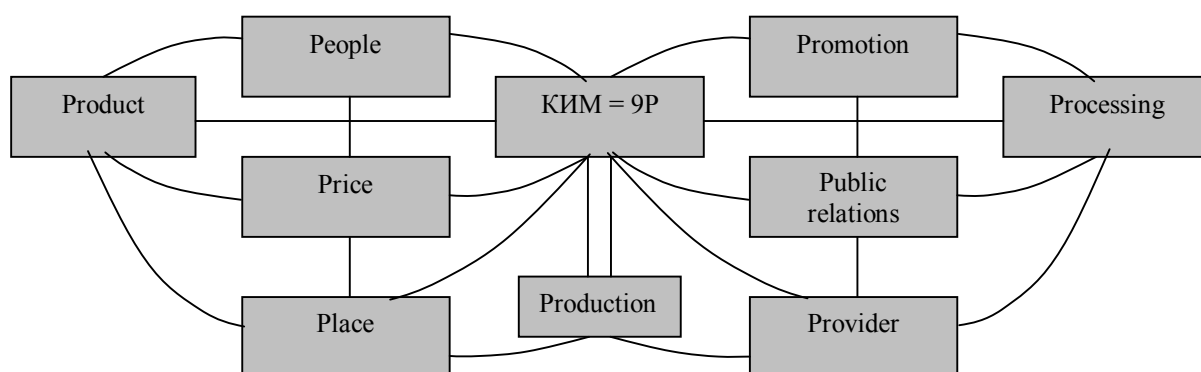 People
Promotion
Product
КИМ = 9P
Processing
Price
Public
relations
Production
Place
Provider